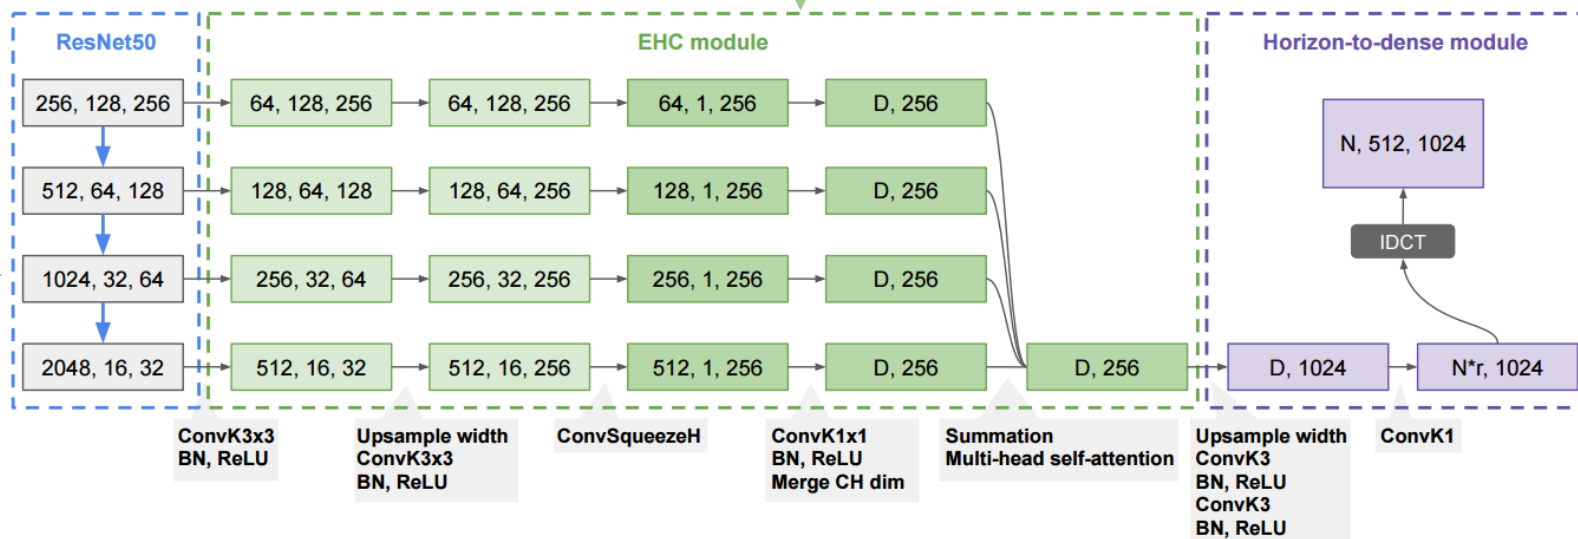 ResNet50
EHC module
Horizon-to-dense module
256, 128, 256
64, 128, 256
64, 128, 256
64, 1, 256
D, 256
N, 512, 1024
512, 64, 128
128, 64, 128
128, 64, 256
128, 1, 256
D, 256
IDCT
1024, 32, 64
256, 32, 64
256, 32, 256
256, 1, 256
D, 256
2048, 16, 32
512, 16, 32
512, 16, 256
512, 1, 256
D, 256
D, 256
D, 1024
N*r, 1024
ConvK3x3
BN, ReLU
Upsample width
ConvK3x3
BN, ReLU
ConvSqueezeH
ConvK1x1
BN, ReLU
Merge CH dim
Summation
Multi-head self-attention
Upsample width
ConvK3
BN, ReLU
ConvK3
BN, ReLU
ConvK1